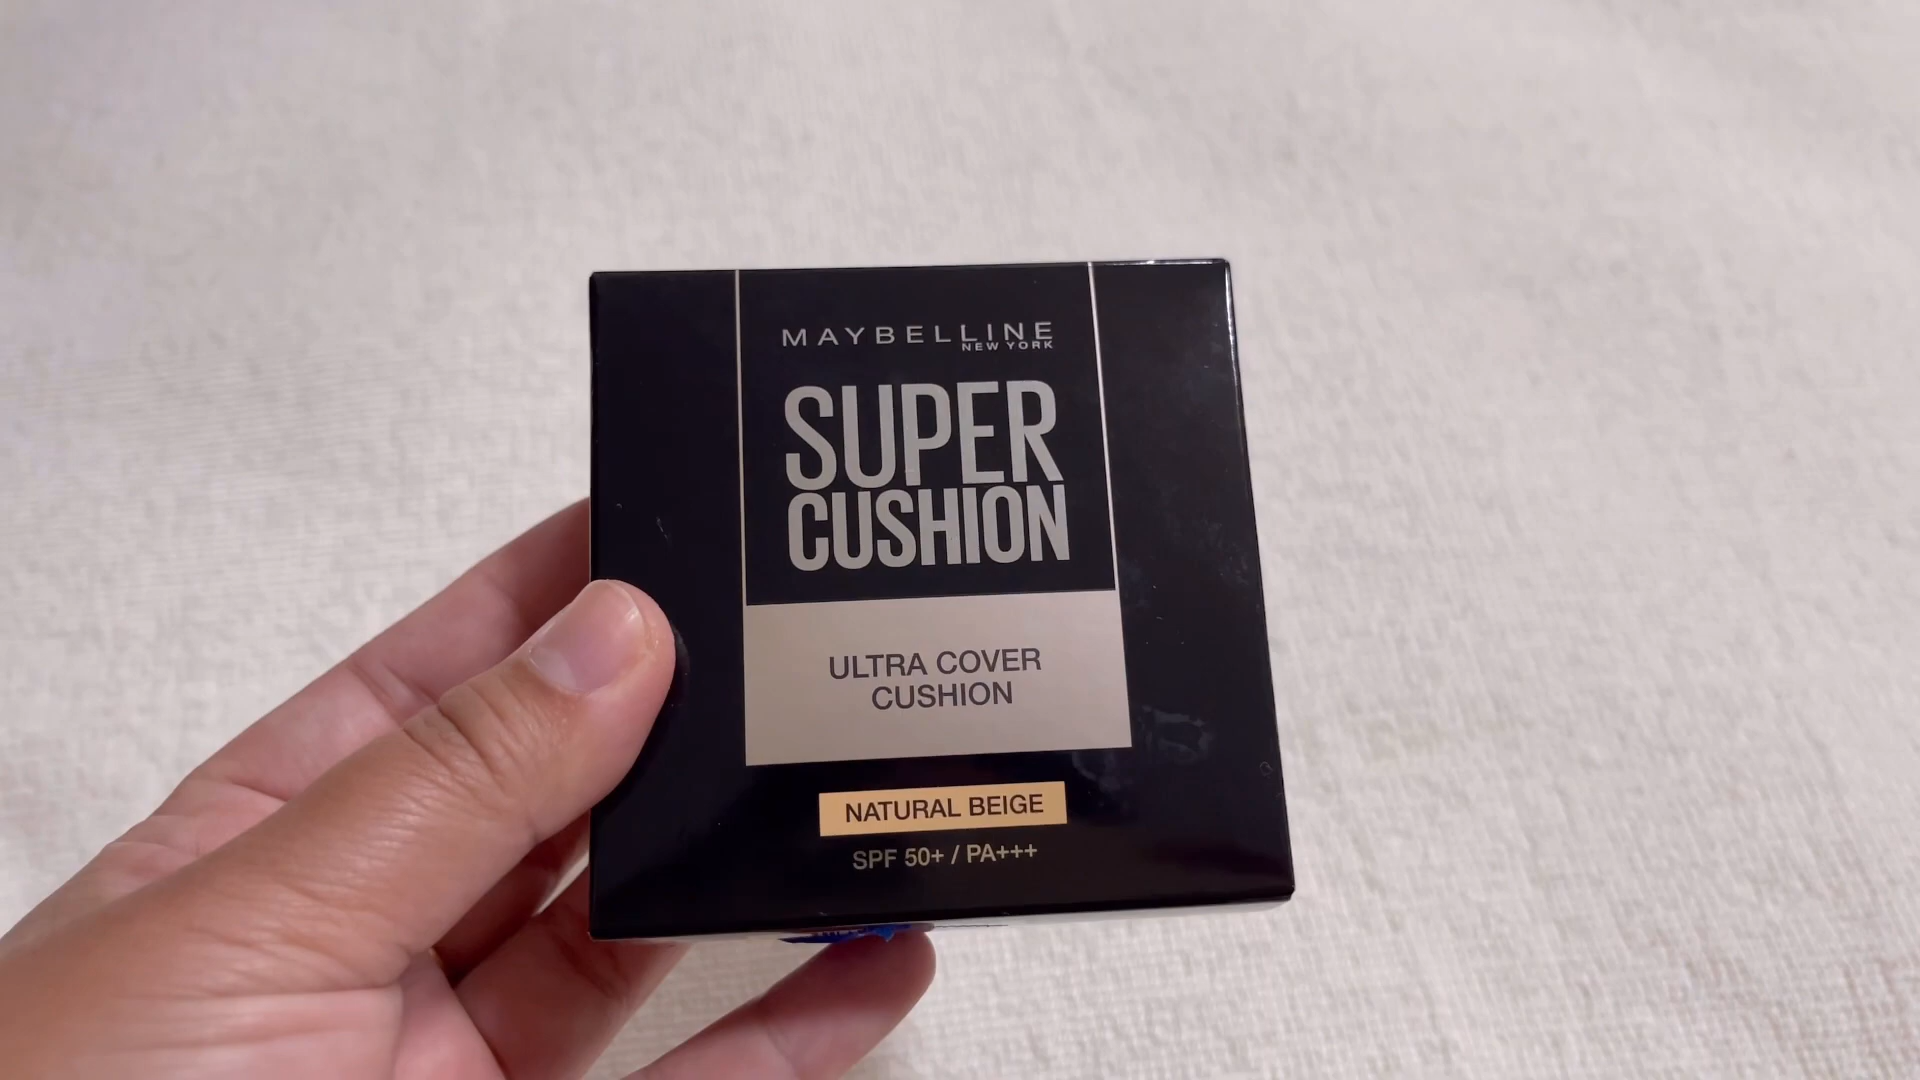 MAYBELLINE
NEW YORK
SUPER
CUSHION
ULTRA COVER
CUSHION
NATURAL BEIGE
SPF 50+ / PA+++